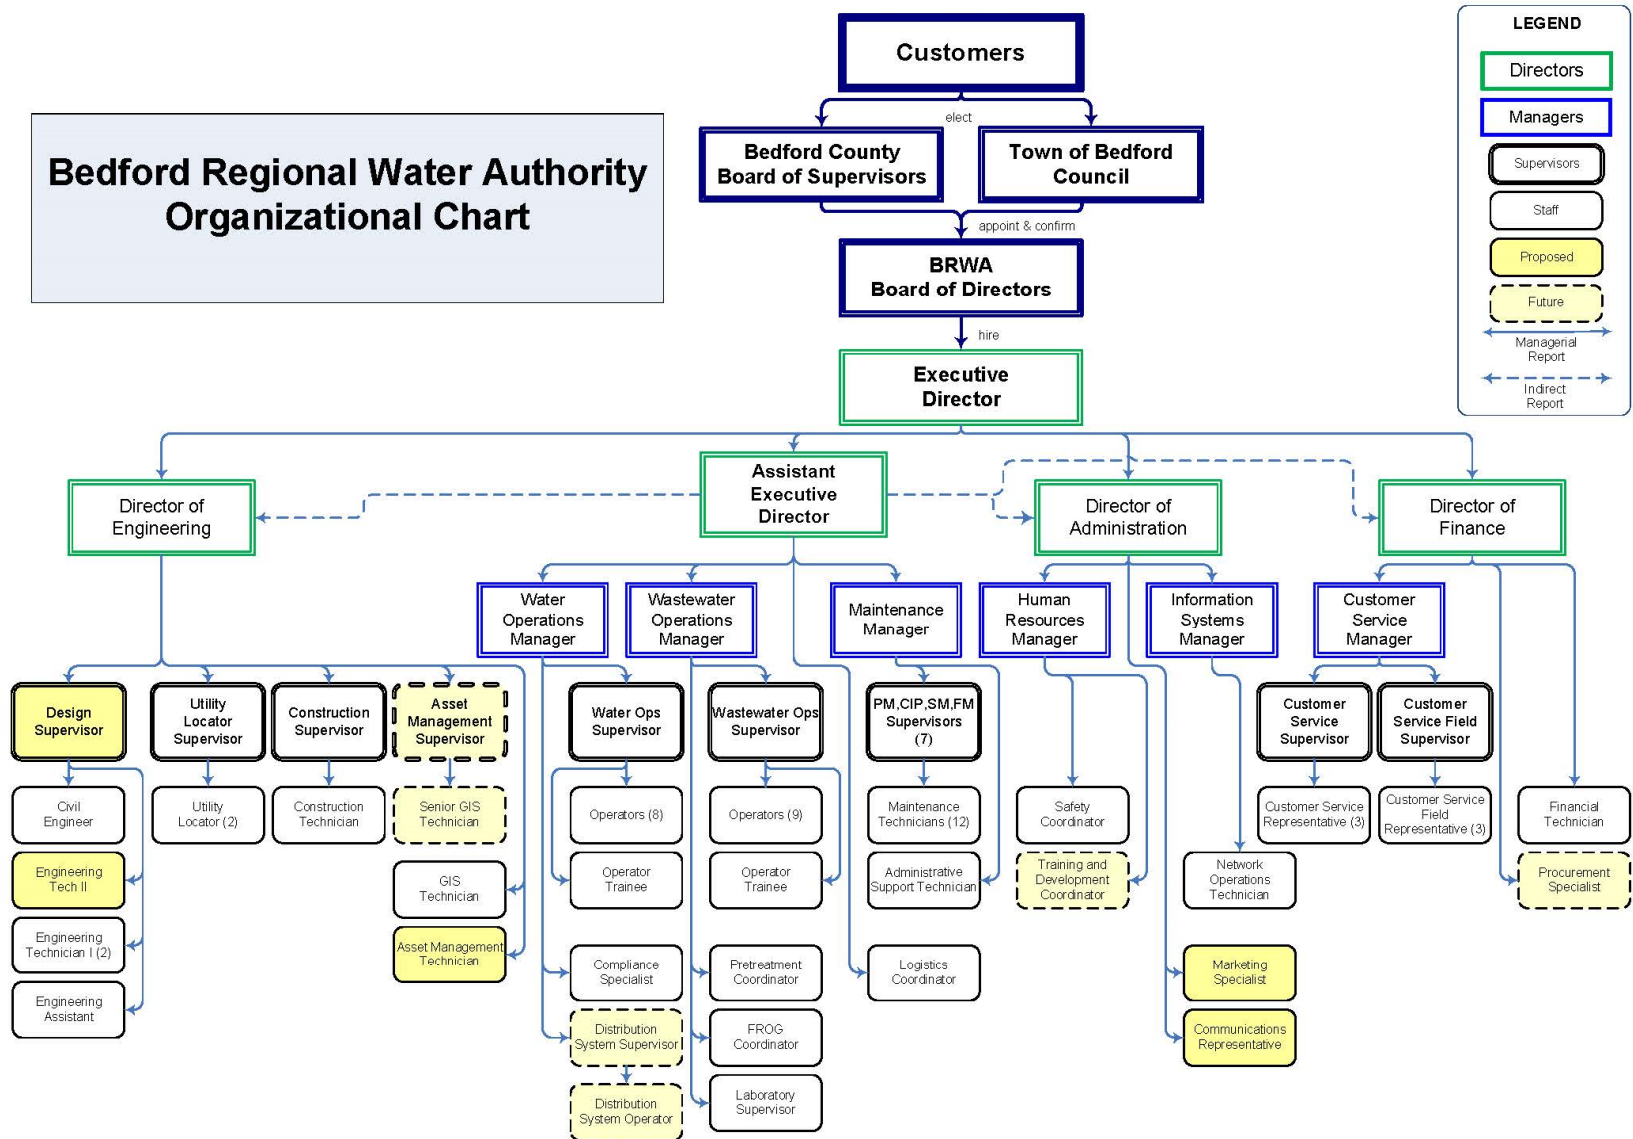 Bedford Regional Water Authority
Organizational Chart
LEGEND
Directors
Managers
Supervisors
Staff
Proposed
Future
Managerial
Report
Indirect
Report
Customers
elect
Bedford County
Board of Supervisors
Town of Bedford
Council
appoint & confirm
BRWA
Board of Directors
hire
Executive
Director
Director of
Engineering
Assistant
Executive
Director
Director of
Administration
Director of
Finance
Water
Operations
Manager
Wastewater
Operations
Manager
Maintenance
Manager
Human
Resources
Manager
Information
Systems
Manager
Customer
Service
Manager
Design
Supervisor
Utility
Locator
Supervisor
Construction
Supervisor
Asset
Management
Supervisor
Water Ops
Supervisor
Wastewater Ops
Supervisor
PM,CIP,SM,FM
Supervisors
(7)
Customer
Service
Supervisor
Customer
Service Field
Supervisor
Civil
Engineer
Utility
Locator (2)
Construction
Technician
Senior GIS
Technician
Operators (8)
Operators (9)
Maintenance
Technicians (12)
Safety
Coordinator
Customer Service
Representative (3)
Customer Service
Field
Representative (3)
Financial
Technician
Engineering
Tech II
GIS
Technician
Operator
Trainee
Operator
Trainee
Administrative
Support Technician
Training and
Development
Coordinator
Network
Operations
Technician
Procurement
Specialist
Engineering
Technician I (2)
Asset Management
Technician
Compliance
Specialist
Pretreatment
Coordinator
Logistics
Coordinator
Marketing
Specialist
Engineering
Assistant
Distribution
System Supervisor
FROG
Coordinator
Communications
Representative
Distribution
System Operator
Laboratory
Supervisor